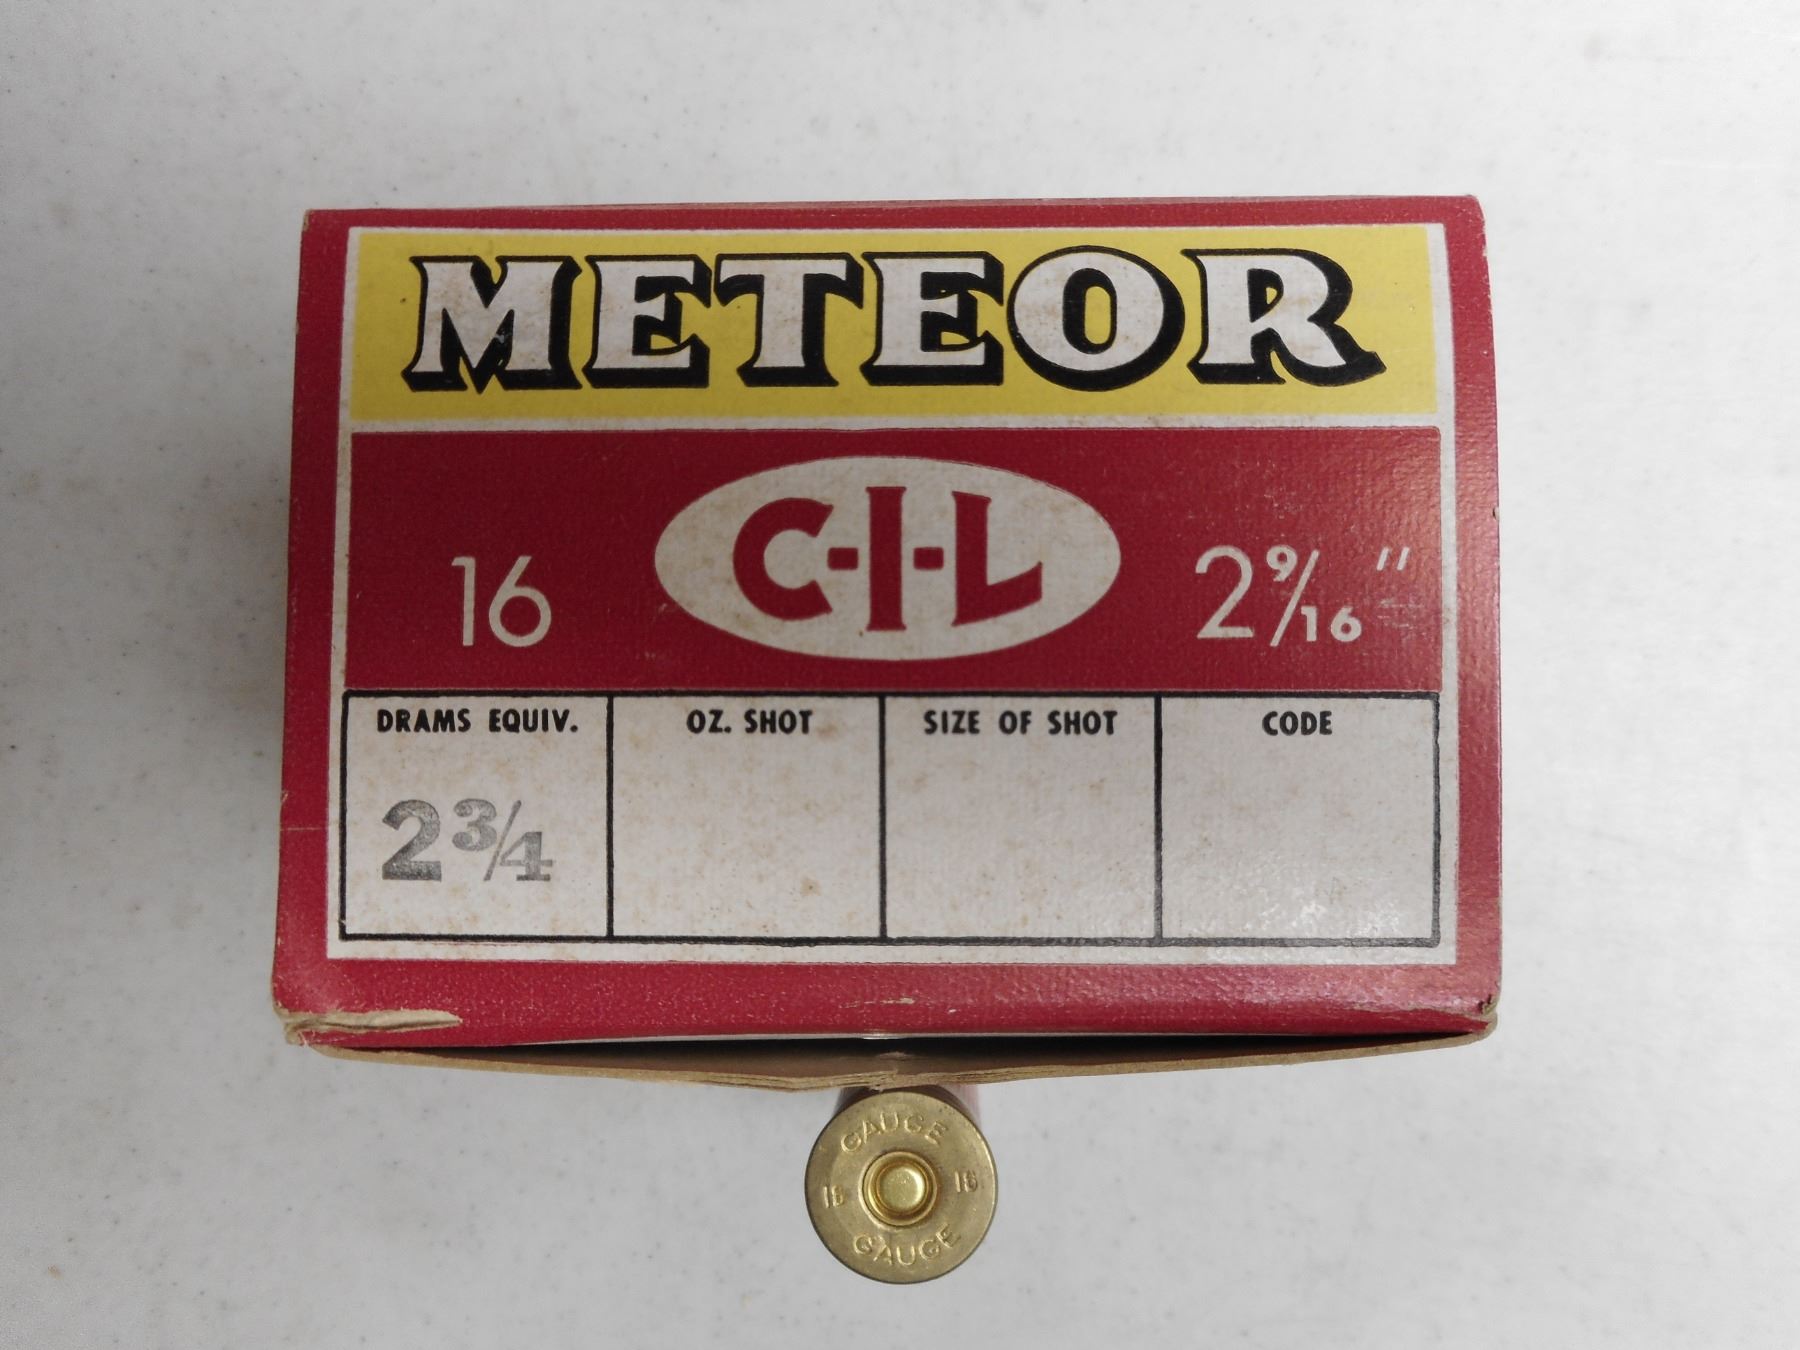 METEOR
16 C-I-L 2 9/16"
DRAMS EQUIV. OZ. SHOT SIZE OF SHOT CODE
2 3/4
GAUGE
16 16
GAUGE